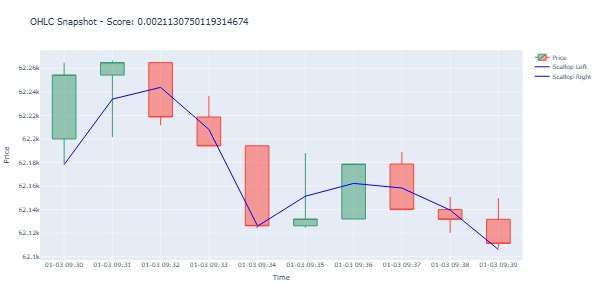 OHLC Snapshot - Score: 0.0021130750119314674
Price
Scallop Left
Scallop Right
62.26k
62.24k
62.22k
62.2k
62.18k
62.16k
62.14k
62.12k
62.1k
Price
01-03 09:30 01-03 09:31 01-03 09:32 01-03 09:33 01-03 09:34 01-03 09:35 01-03 09:36 01-03 09:37 01-03 09:38 01-03 09:39
Time